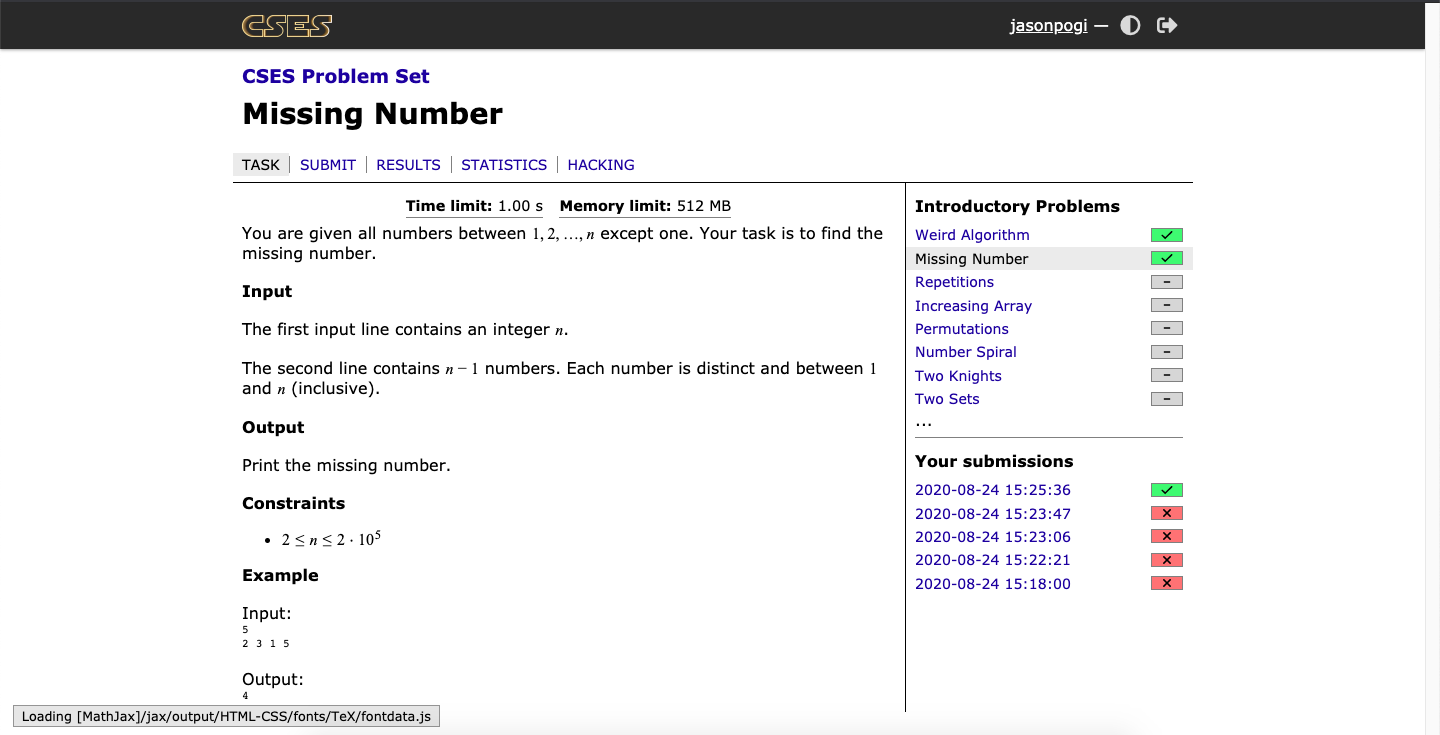 CSES
jasonpogi —
CSES Problem Set
Missing Number
TASK SUBMIT RESULTS STATISTICS HACKING
Time limit: 1.00 s Memory limit: 512 MB
You are given all numbers between 1, 2, …, n except one. Your task is to find the
missing number.
Input
The first input line contains an integer n.
The second line contains n − 1 numbers. Each number is distinct and between 1
and n (inclusive).
Output
Print the missing number.
Constraints
• 2 ≤ n ≤ 2 · 10⁵
Example
Input:
5
2 3 1 5
Output:
4
Loading [MathJax]/jax/output/HTML-CSS/fonts/TeX/fontdata.js
Introductory Problems
Weird Algorithm
Missing Number
Repetitions –
Increasing Array –
Permutations –
Number Spiral –
Two Knights –
Two Sets –
...
Your submissions
2020-08-24 15:25:36
2020-08-24 15:23:47
2020-08-24 15:23:06
2020-08-24 15:22:21
2020-08-24 15:18:00